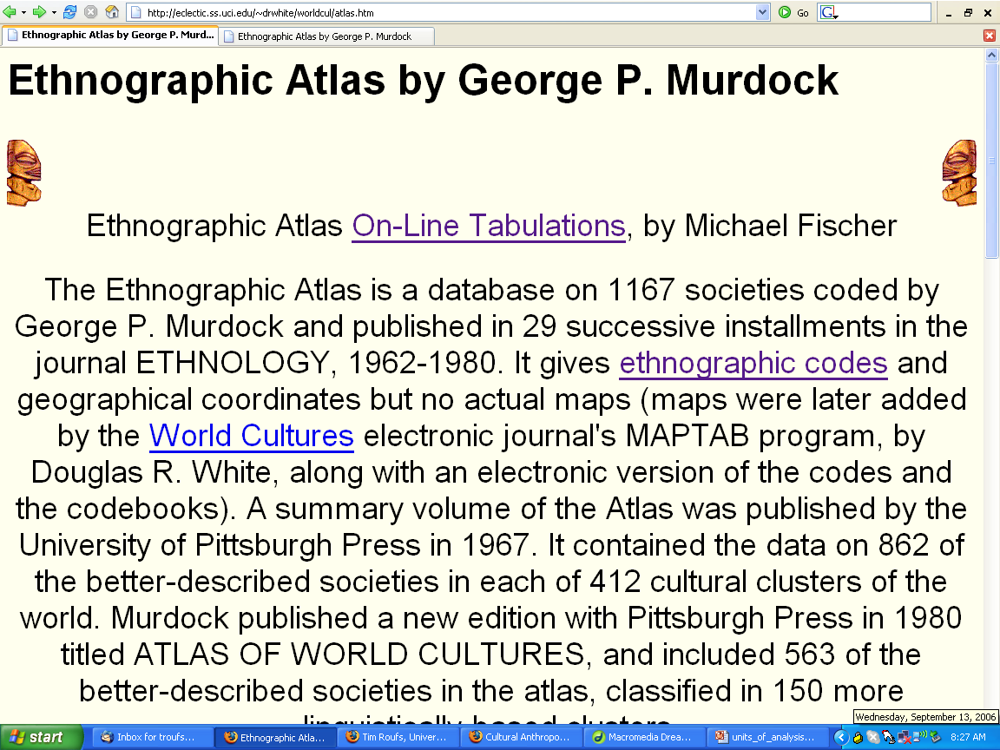 http://eclectic.ss.uci.edu/~drwhite/worldcul/atlas.htm
Go
G
Ethnographic Atlas by George P. Murd...
Ethnographic Atlas by George P. Murdock
Ethnographic Atlas by George P. Murdock
Ethnographic Atlas On-Line Tabulations, by Michael Fischer
The Ethnographic Atlas is a database on 1167 societies coded by
George P. Murdock and published in 29 successive installments in the
journal ETHNOLOGY, 1962-1980. It gives ethnographic codes and
geographical coordinates but no actual maps (maps were later added
by the World Cultures electronic journal's MAPTAB program, by
Douglas R. White, along with an electronic version of the codes and
the codebooks). A summary volume of the Atlas was published by the
University of Pittsburgh Press in 1967. It contained the data on 862 of
the better-described societies in each of 412 cultural clusters of the
world. Murdock published a new edition with Pittsburgh Press in 1980
titled ATLAS OF WORLD CULTURES, and included 563 of the
better-described societies in the atlas, classified in 150 more
linguistically based clusters
Wednesday, September 13, 2006
start
Inbox for troufs...
Ethnographic Atla...
Tim Roufs, Univer...
Cultural Anthropo...
Macromedia Drea...
units_of_analysis...
8:27 AM